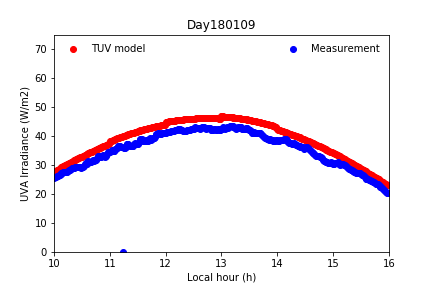 Day180109
TUV model
Measurement
UVA Irradiance (W/m2)
70
60
50
40
30
20
10
0
10 11 12 13 14 15 16
Local hour (h)